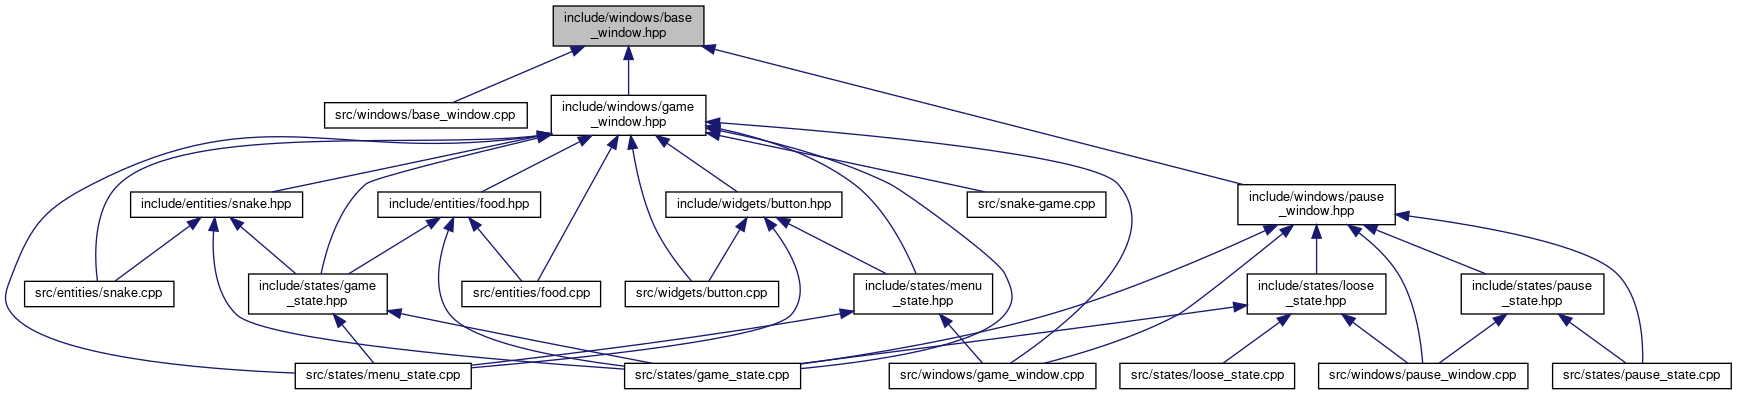 include/windows/base
_window.hpp
src/windows/base_window.cpp
include/windows/game
_window.hpp
include/entities/snake.hpp
include/entities/food.hpp
include/widgets/button.hpp
src/snake-game.cpp
include/windows/pause
_window.hpp
src/entities/snake.cpp
include/states/game
_state.hpp
src/entities/food.cpp
src/widgets/button.cpp
include/states/menu
_state.hpp
include/states/loose
_state.hpp
include/states/pause
_state.hpp
src/states/menu_state.cpp
src/states/game_state.cpp
src/windows/game_window.cpp
src/states/loose_state.cpp
src/windows/pause_window.cpp
src/states/pause_state.cpp